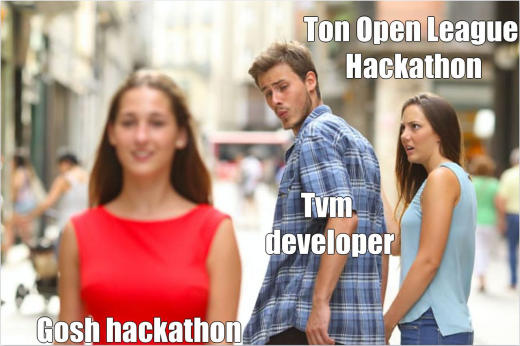 Ton Open League
Hackathon
Tvm
developer
Gosh hackathon